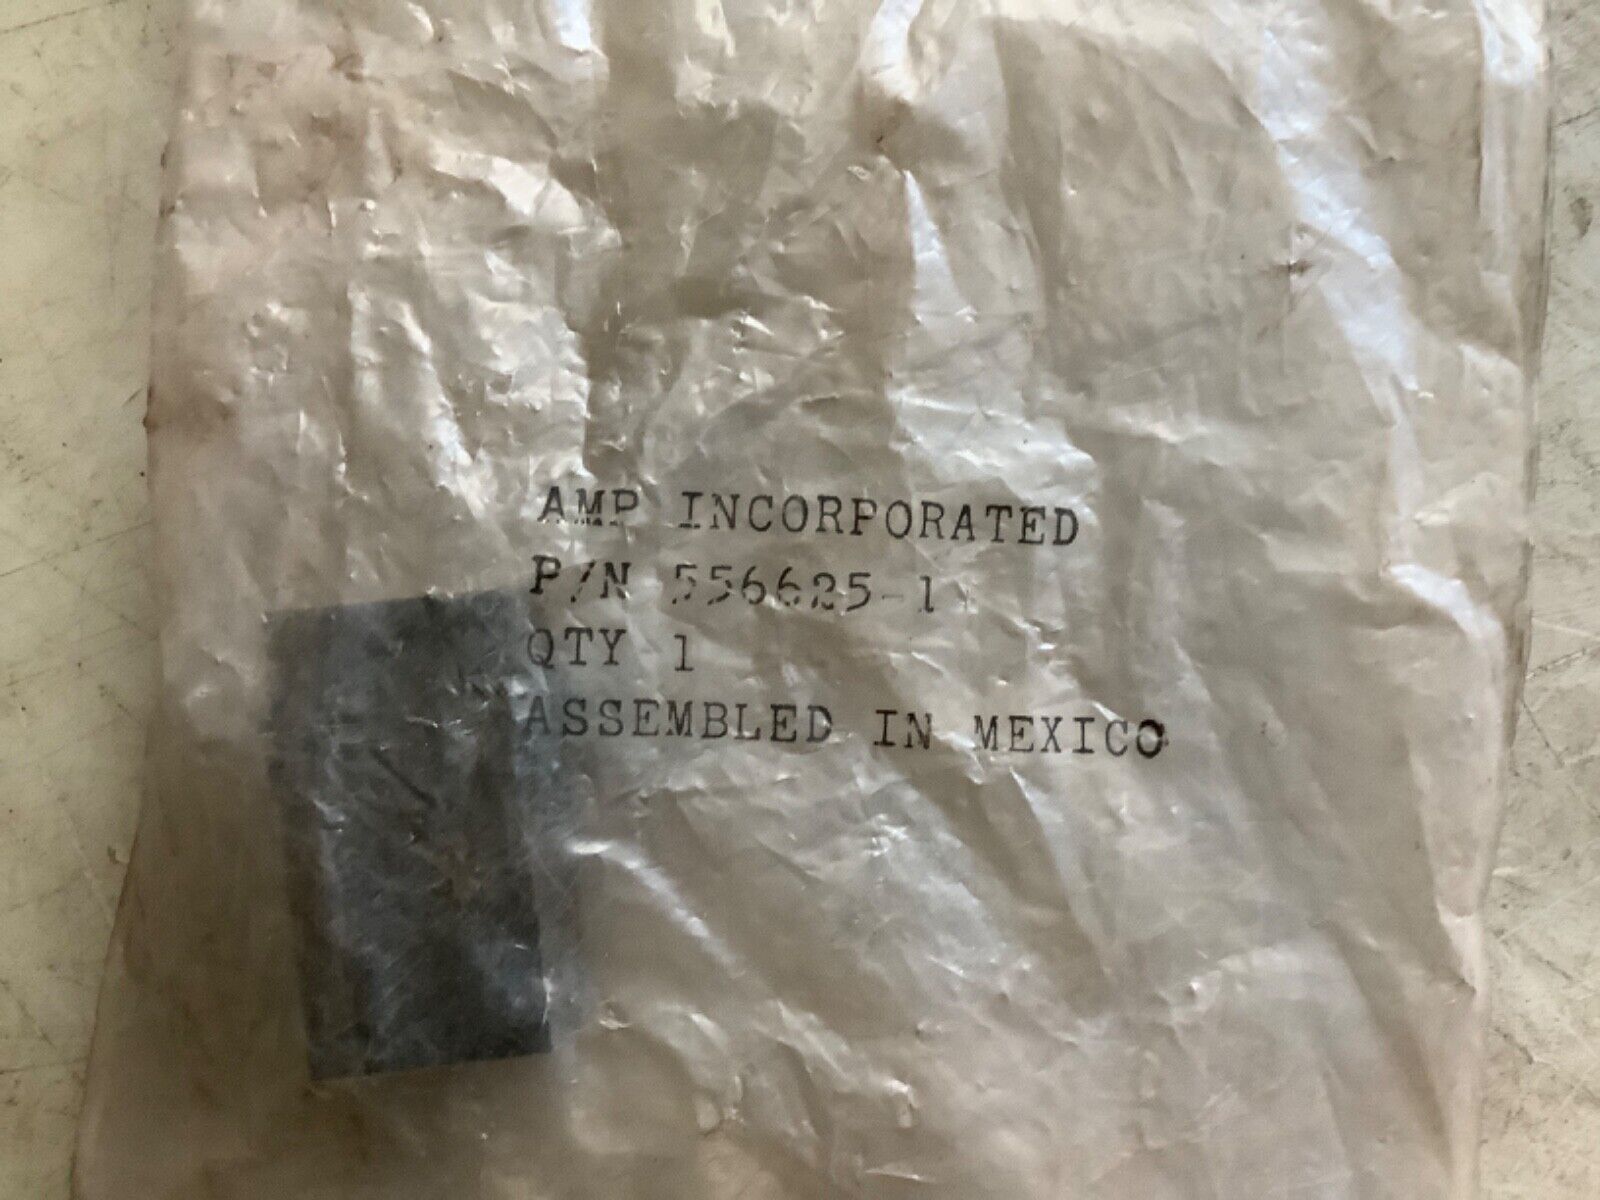 AMP INCORPORATED
P/N 556625-1
QTY 1
ASSEMBLED IN MEXICO